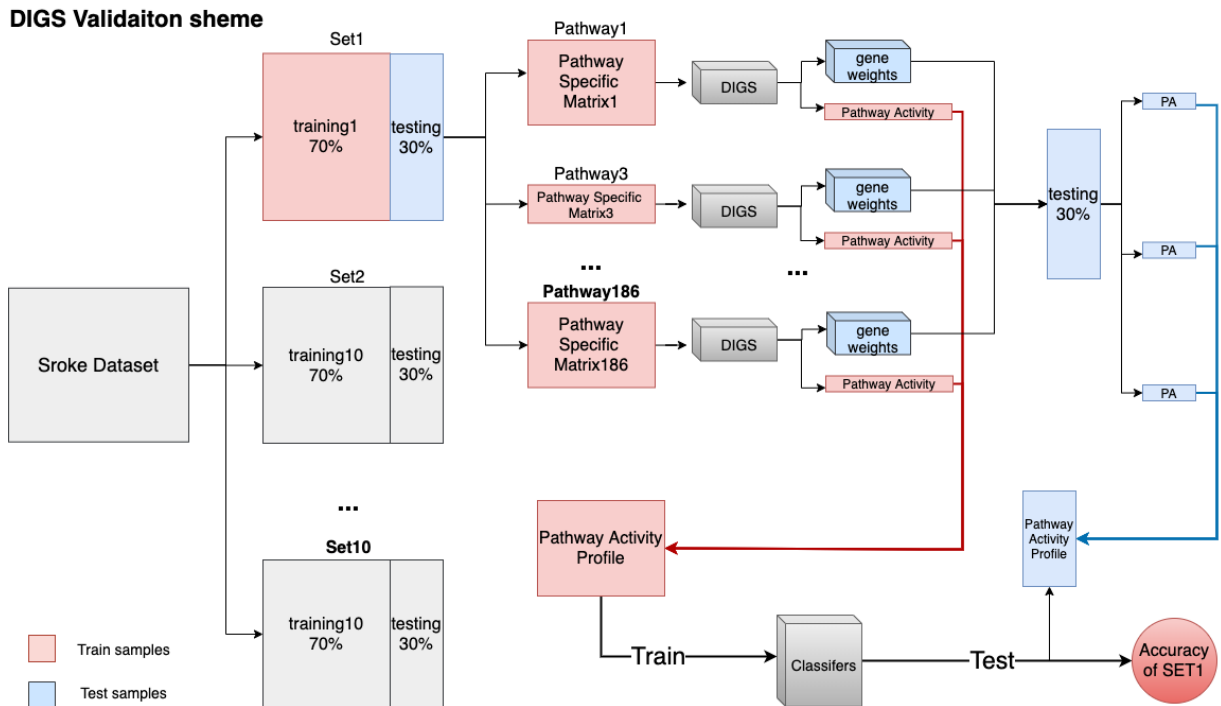 DIGS Validaiton sheme
Set1
training1
70%
testing
30%
Set2
training10
70%
testing
30%
...
Set10
training10
70%
testing
30%
Sroke Dataset
Train samples
Test samples
Pathway1
Pathway
Specific
Matrix1
DIGS
gene
weights
Pathway Activity
Pathway3
Pathway Specific
Matrix3
DIGS
gene
weights
Pathway Activity
...
...
Pathway186
Pathway
Specific
Matrix186
DIGS
gene
weights
Pathway Activity
testing
30%
PA
PA
PA
Pathway Activity
Profile
Pathway
Activity
Profile
Train
Classifers
Test
Accuracy
of SET1